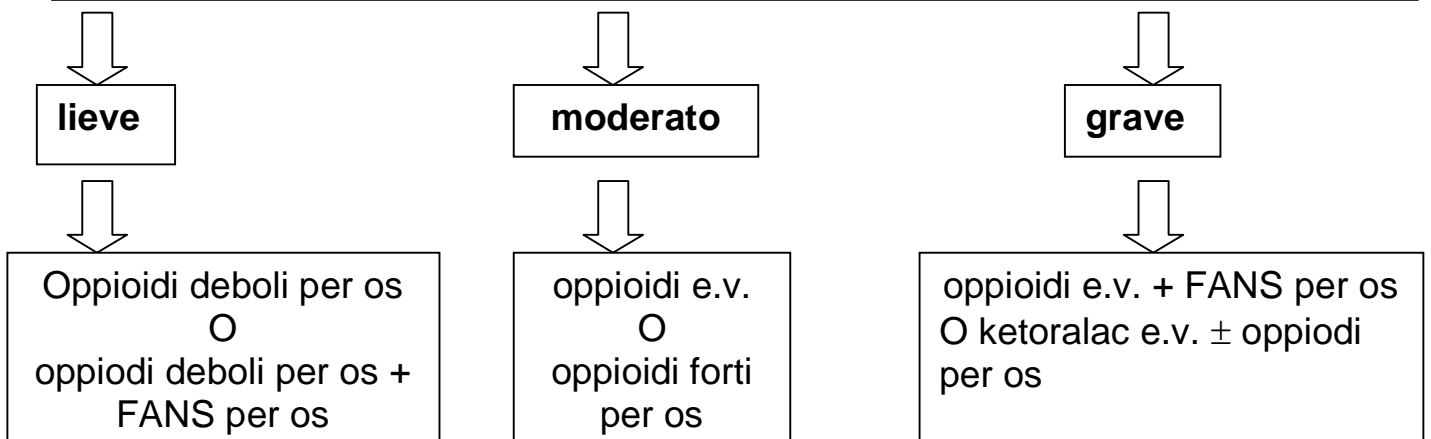 lieve
moderato
grave
Oppioidi deboli per os
O
oppiodi deboli per os +
FANS per os
oppioidi e.v.
O
oppioidi forti
per os
oppioidi e.v. + FANS per os
O ketoralac e.v. ± oppiodi
per os